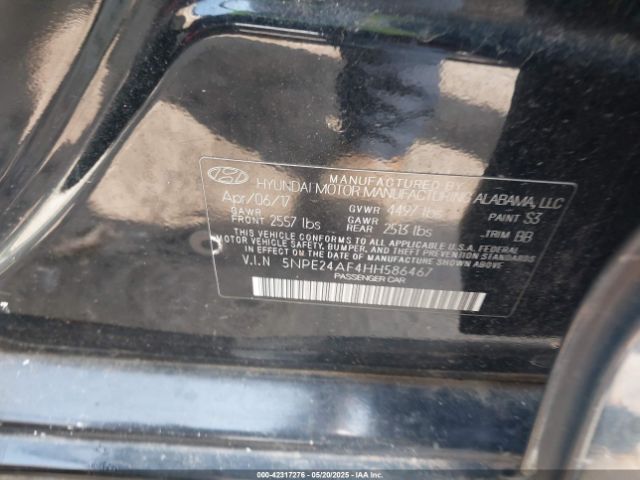 MANUFACTURED BY
HYUNDAI MOTOR MANUFACTURING ALABAMA, LLC
Apr/06/17
GVWR 4497 lbs
PAINT S3
GAWR FRONT 2557 lbs
GAWR REAR 2513 lbs
TRIM BB
THIS VEHICLE CONFORMS TO ALL APPLICABLE U.S. FEDERAL
MOTOR VEHICLE SAFETY, BUMPER, AND THEFT PREVENTION
STANDARDS IN EFFECT ON THE DATE OF MANUFACTURE SHOWN ABOVE.
V.I.N 5NPE24AF4HH586467
PASSENGER CAR
000-42317276 - 05/20/2025 - IAAI.COM